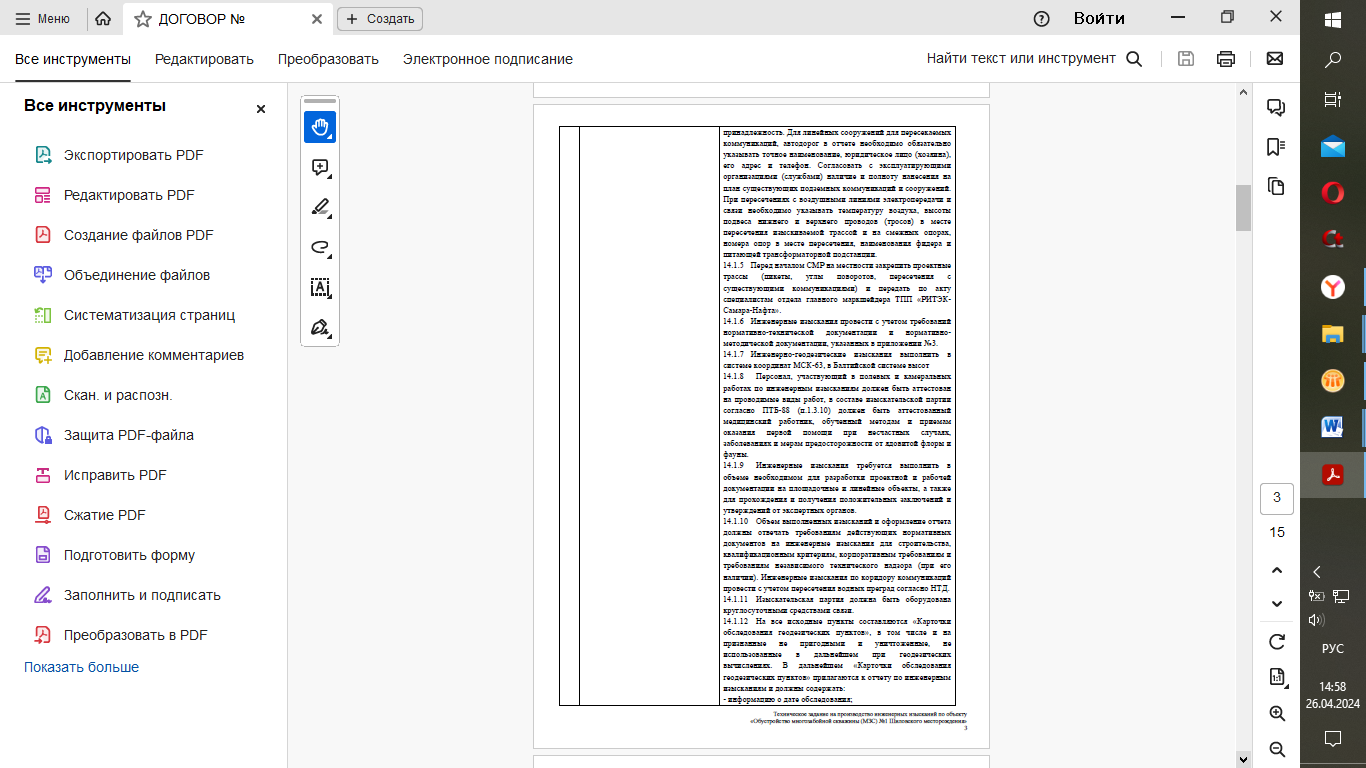 Меню
ДОГОВОР №
Создать
Войти
Все инструменты
Редактировать
Преобразовать
Электронное подписание
Найти текст или инструмент
Все инструменты
Экспортировать PDF
Редактировать PDF
Создание файлов PDF
Объединение файлов
Систематизация страниц
Добавление комментариев
Скан. и распозн.
Защита PDF-файла
Исправить PDF
Сжатие PDF
Подготовить форму
Заполнить и подписать
Преобразовать в PDF
Показать больше
принадлежность. Для линейных сооружений для пересекаемых
коммуникаций, автодорог в отчете необходимо обязательно
указывать точное наименование, юридическое лицо (хозяина),
его адрес и телефон. Согласовать с эксплуатирующими
организациями (службами) наличие и полноту нанесения на
план существующих подземных коммуникаций и сооружений.
При пересечениях с воздушными линиями электропередачи и
связи необходимо указывать температуру воздуха, высоты
подвеса нижнего и верхнего проводов (тросов) в месте
пересечения изыскиваемой трассой и на смежных опорах,
номера опор в месте пересечения, наименования фидера и
питающей трансформаторной подстанции.
14.1.5 Перед началом СМР на местности закрепить проектные
трассы (пикеты, углы поворотов, пересечения с
существующими коммуникациями) и передать по акту
специалистам отдела главного маркшейдера ТПП «РИТЭК-
Самара-Нафта».
14.1.6 Инженерные изыскания провести с учетом требований
нормативно-технической документации и нормативно-
методической документации, указанных в приложении №3.
14.1.7 Инженерно-геодезические изыскания выполнить в
системе координат МСК-63, в Балтийской системе высот
14.1.8 Персонал, участвующий в полевых и камеральных
работах по инженерным изысканиям должен быть аттестован
на проводимые виды работ, в составе изыскательской партии
согласно ПТБ-88 (п.1.3.10) должен быть аттестованный
медицинский работник, обученный методам и приемам
оказания первой помощи при несчастных случаях,
заболеваниях и мерам предосторожности от ядовитой флоры и
фауны.
14.1.9 Инженерные изыскания требуется выполнить в
объеме необходимом для разработки проектной и рабочей
документации на площадочные и линейные объекты, а также
для прохождения и получения положительных заключений и
утверждений от экспертных органов.
14.1.10 Объем выполненных изысканий и оформление отчета
должны отвечать требованиям действующих нормативных
документов на инженерные изыскания для строительства,
квалификационным критериям, корпоративным требованиям и
требованиям независимого технического надзора (при его
наличии). Инженерные изыскания по коридору коммуникаций
провести с учетом пересечения водных преград согласно НТД.
14.1.11 Изыскательская партия должна быть оборудована
круглосуточными средствами связи.
14.1.12 На все исходные пункты составляются «Карточки
обследования геодезических пунктов», в том числе и на
признанные не пригодными и уничтоженные, не
использованные в дальнейшем при геодезических
вычислениях. В дальнейшем «Карточки обследования
геодезических пунктов» прилагаются к отчету по инженерным
изысканиям и должны содержать:
- информацию о дате обследования;
Техническое задание на производство инженерных изысканий по объекту
«Обустройство многозабойной скважины (МЗС) №1 Шиловского месторождения»
3
3
15
1:1
РУС
14:58
26.04.2024